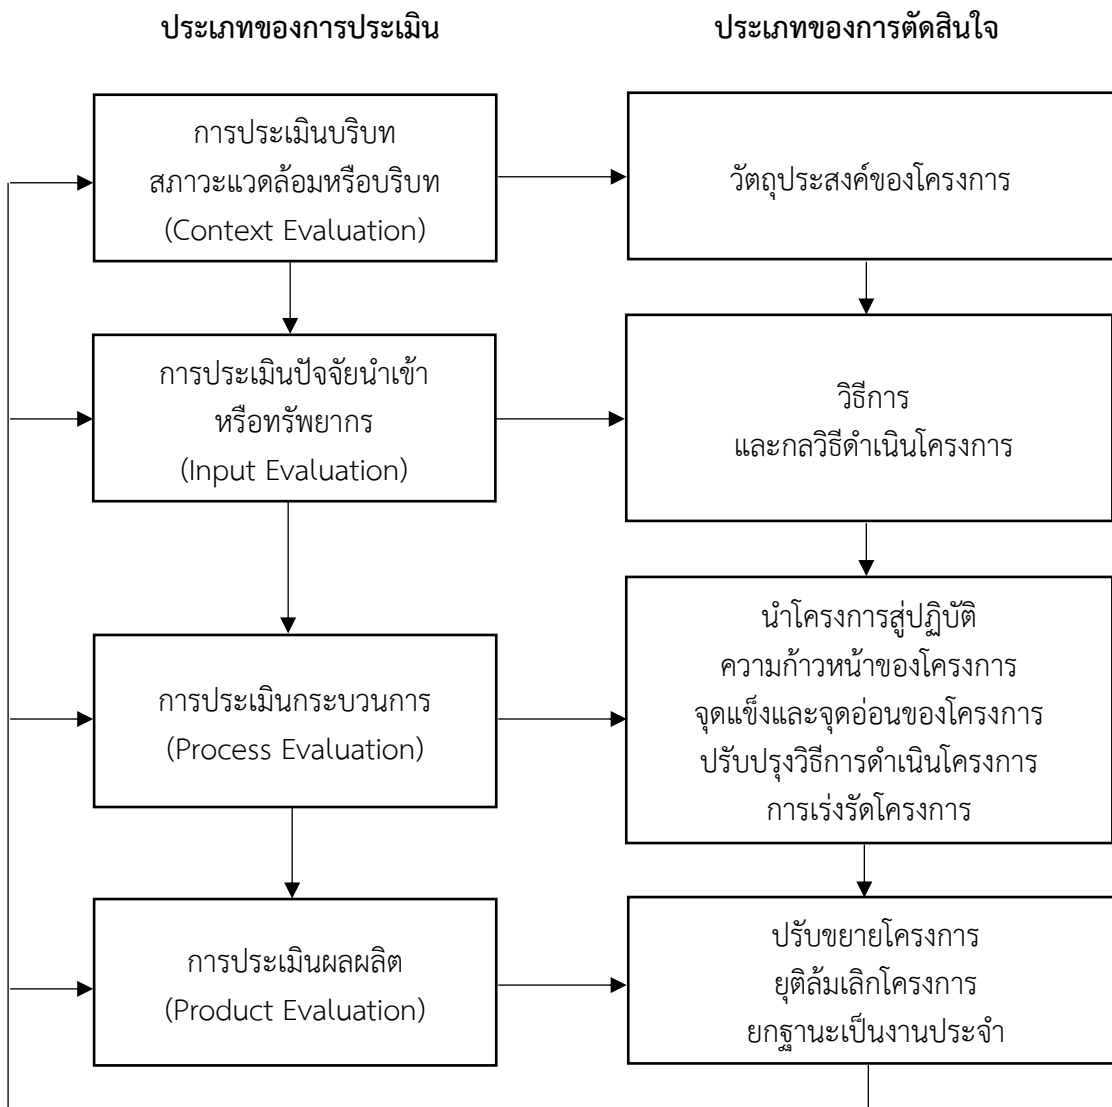 ประเภทของการประเมิน
ประเภทของการตัดสินใจ
การประเมินบริบท
สภาวะแวดล้อมหรือบริบท
(Context Evaluation)
วัตถุประสงค์ของโครงการ
การประเมินปัจจัยนำเข้า
หรือทรัพยากร
(Input Evaluation)
วิธีการ
และกลวิธีดำเนินโครงการ
การประเมินกระบวนการ
(Process Evaluation)
นำโครงการสู่ปฏิบัติ
ความก้าวหน้าของโครงการ
จุดแข็งและจุดอ่อนของโครงการ
ปรับปรุงวิธีการดำเนินโครงการ
การเร่งรัดโครงการ
การประเมินผลผลิต
(Product Evaluation)
ปรับขยายโครงการ
ยุติล้มเลิกโครงการ
ยกฐานะเป็นงานประจำ